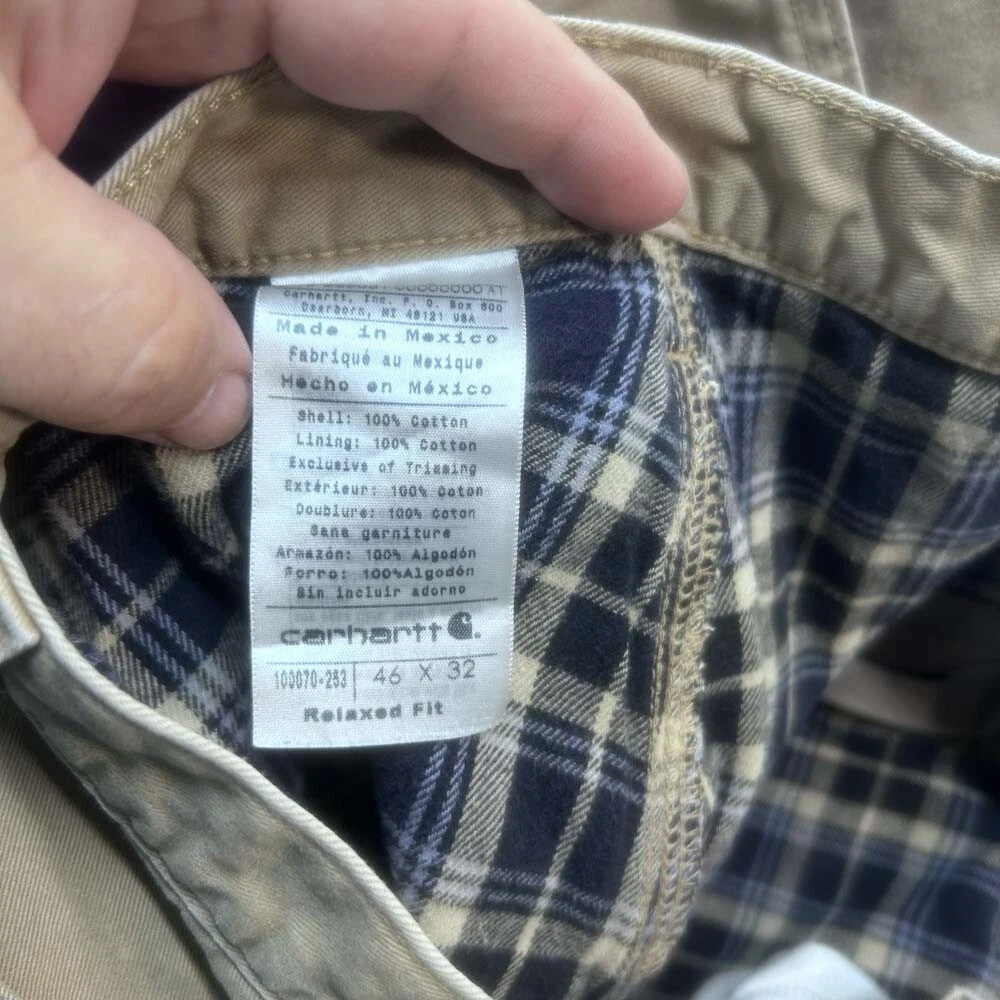 Carhartt, Inc. P. O. Box 600
Dearborn, MI 48121 USA
Made in Mexico
Fabriqué au Mexique
Hecho en México
Shell: 100% Cotton
Lining: 100% Cotton
Exclusive of Trimming
Extérieur: 100% Coton
Doublure: 100% Coton
Sans garniture
Armazón: 100% Algodón
Forro: 100%Algodón
Sin incluir adorno
carhartt
100070-253 46 X 32
Relaxed Fit